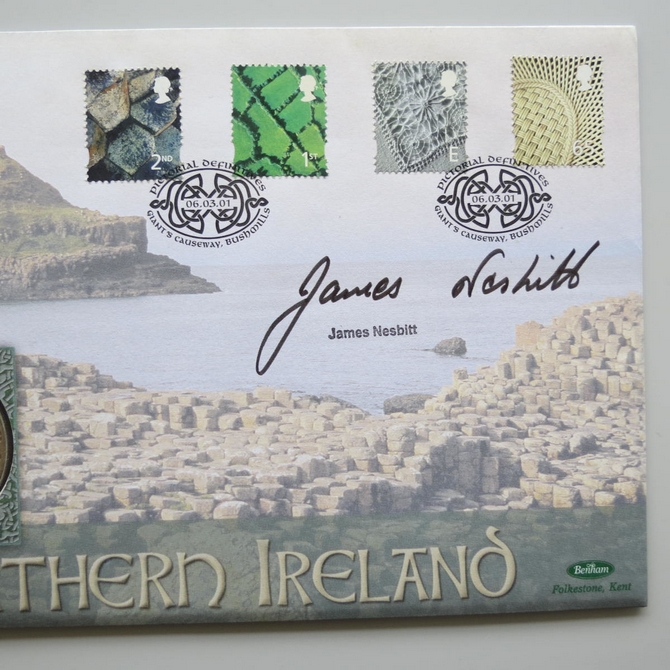 2ND
1ST
E
65
PICTORIAL DEFINITIVES
06.03.01
GIANT'S CAUSEWAY, BUSHMILLS
PICTORIAL DEFINITIVES
06.03.01
GIANT'S CAUSEWAY, BUSHMILLS
James Nesbitt
James Nesbitt
THERN IRELAND
Benham
Folkestone, Kent